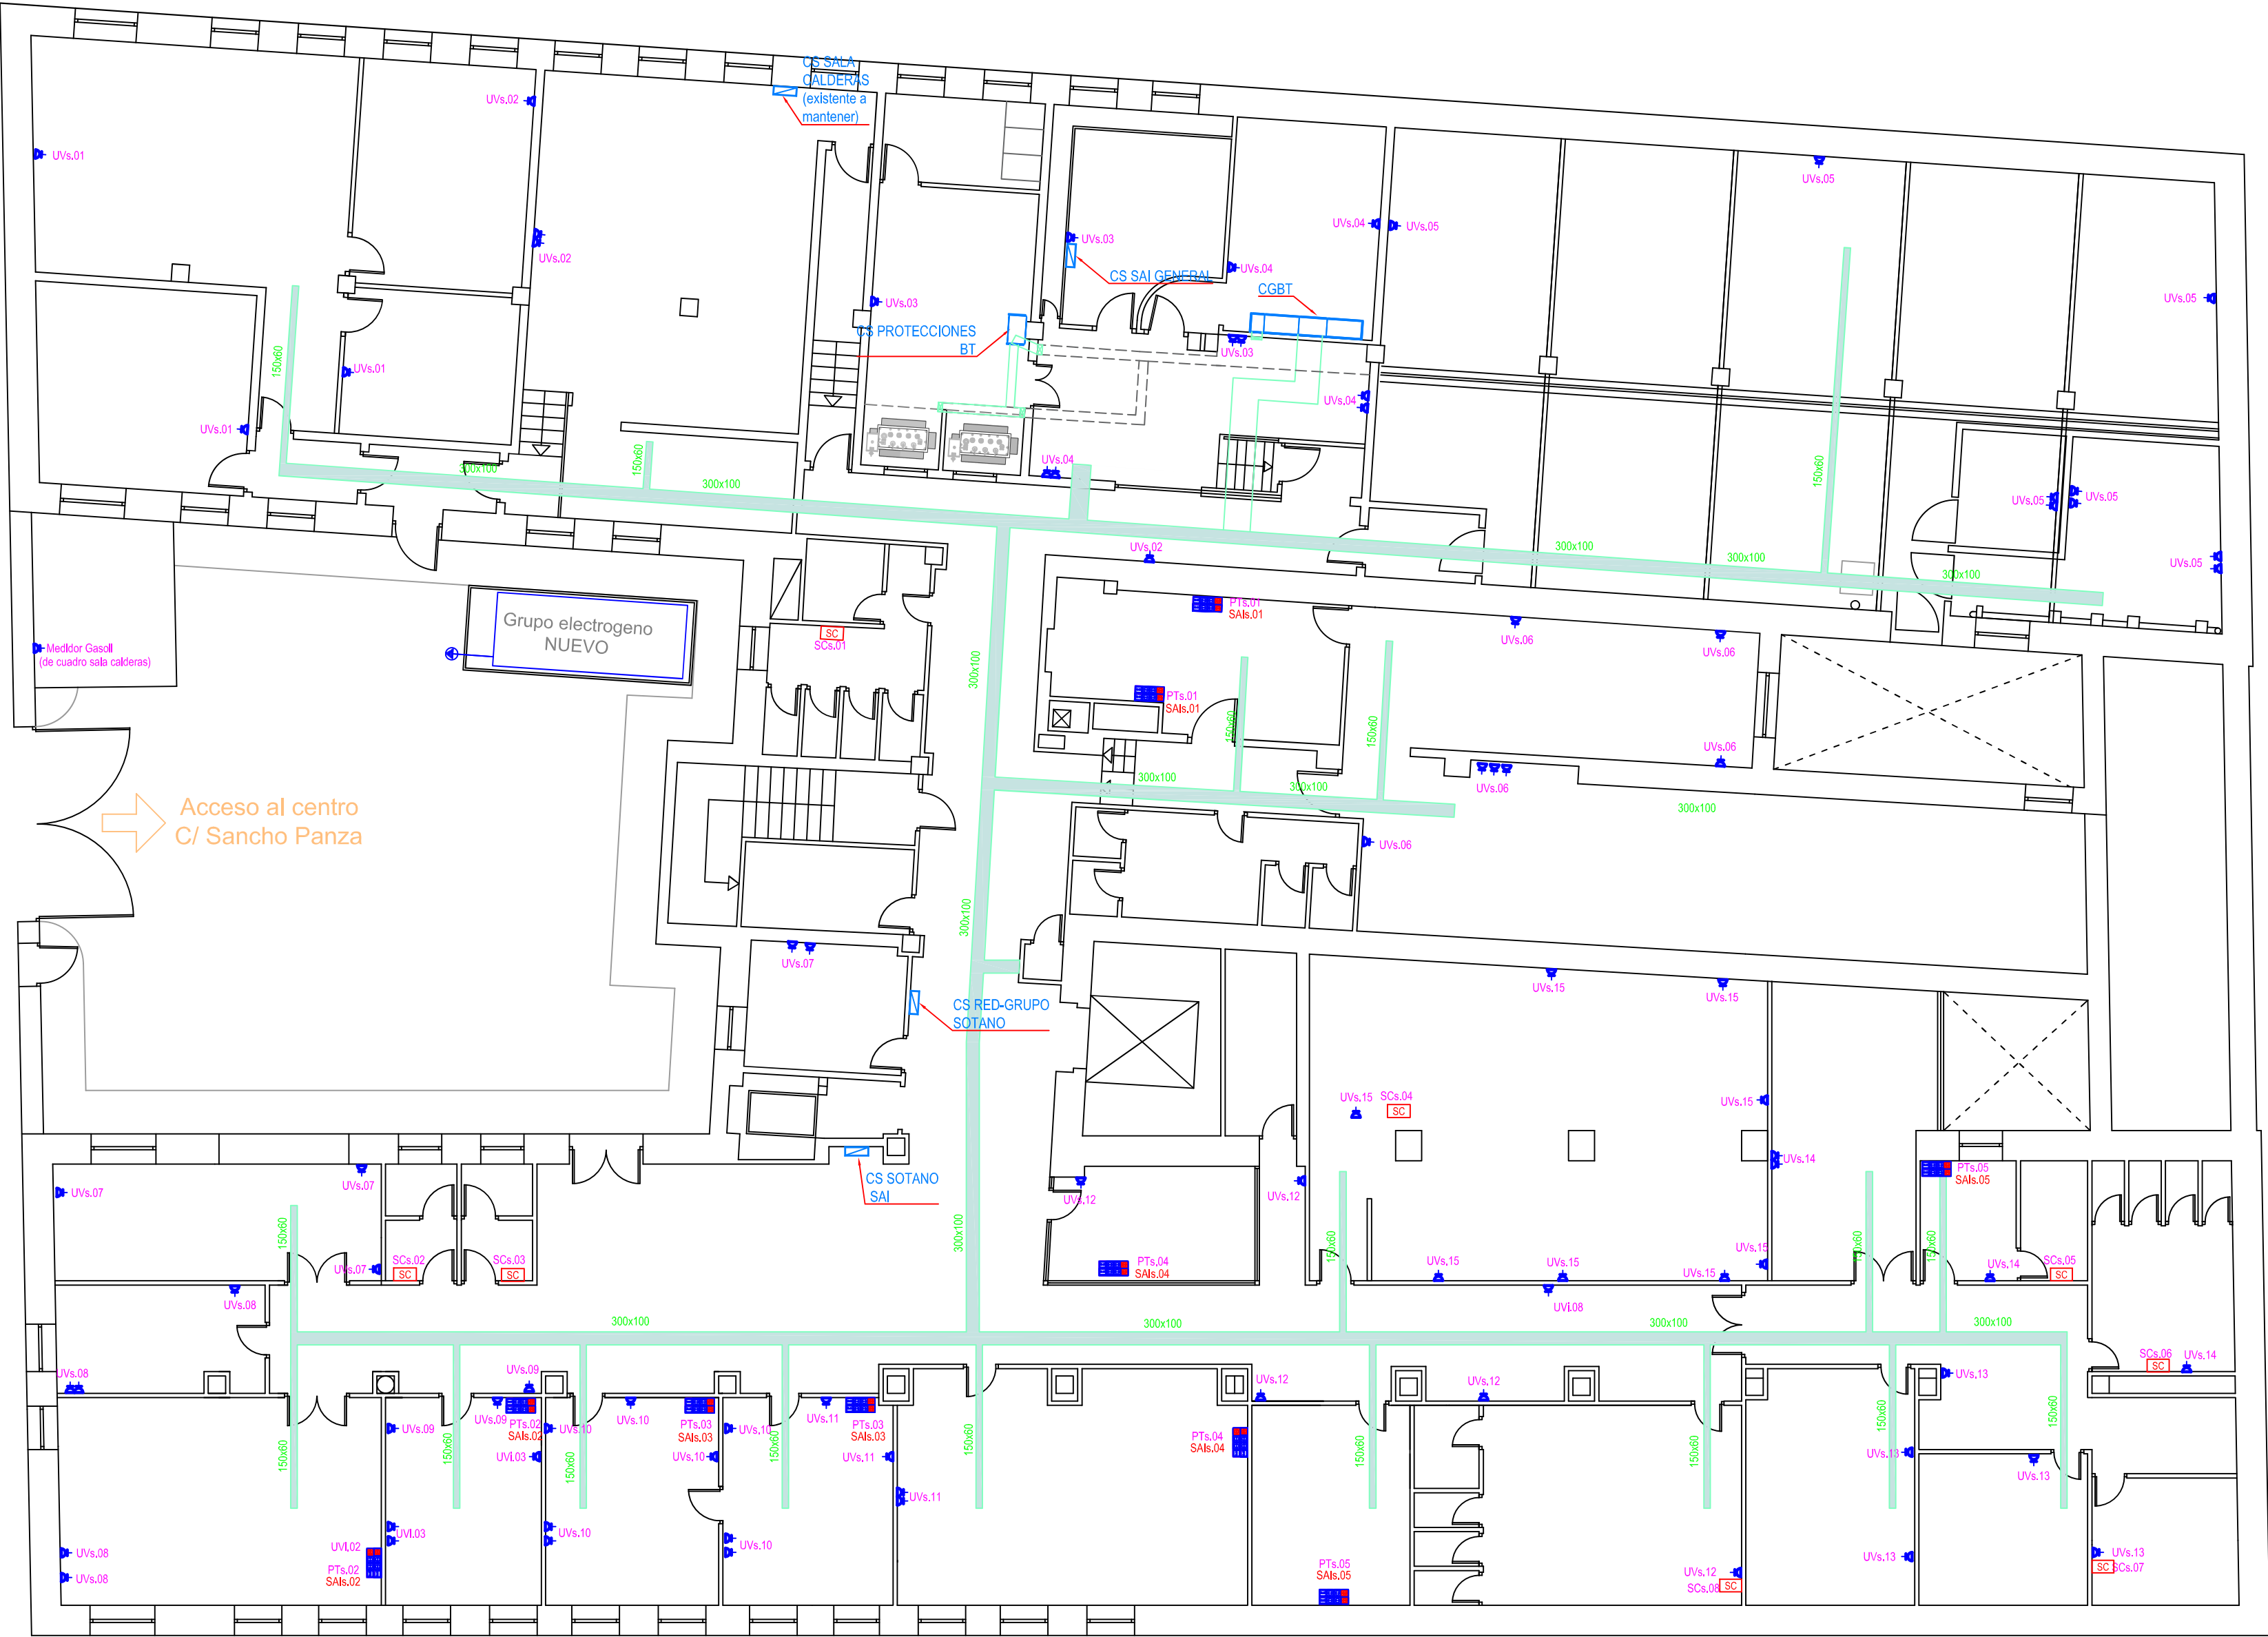 CS SALA
CALDERAS
(existente a
mantener)
UVs.02
UVs.01
UVs.05
UVs.04
UVs.05
UVs.03
UVs.02
UVs.04
CS SAI GENERAL
CGBT
UVs.05
UVs.03
CS PROTECCIONES
BT
UVs.03
150x60
UVs.01
UVs.04
UVs.01
150x60
300x100
300x100
UVs.04
150x60
UVs.05
UVs.05
UVs.02
300x100
300x100
300x100
UVs.05
PTs.01
SAIs.01
Grupo electrogeno
NUEVO
SC
SCs.01
UVs.06
UVs.06
Medidor Gasoil
(de cuadro sala calderas)
300x100
PTs.01
SAIs.01
150x60
150x60
UVs.06
300x100
300x100
UVs.06
300x100
Acceso al centro
C/ Sancho Panza
UVs.06
300x100
UVs.07
UVs.15
UVs.15
CS RED-GRUPO
SOTANO
UVs.15
SCs.04
SC
UVs.15
UVs.14
CS SOTANO
SAI
UVs.07
UVs.07
UVs.12
UVs.12
PTs.05
SAIs.05
150x60
300x100
150x60
150x60
150x60
UVs.07
SCs.02
SC
SCs.03
SC
PTs.04
SAIs.04
UVs.15
UVs.15
UVs.15
UVs.15
UVs.14
SCs.05
SC
UVs.08
UVi.08
300x100
300x100
300x100
300x100
UVs.08
UVs.09
UVs.12
UVs.12
UVs.13
SCs.06
SC
UVs.14
UVs.09
UVs.09
PTs.02
SAIs.02
UVi.03
UVs.10
UVs.10
PTs.03
SAIs.03
UVs.10
UVs.10
UVs.11
PTs.03
SAIs.03
UVs.11
PTs.04
SAIs.04
150x60
150x60
150x60
150x60
150x60
150x60
150x60
150x60
150x60
UVs.13
UVs.13
UVs.11
UVi.03
UVs.10
UVs.10
UVi.02
PTs.02
SAIs.02
UVs.08
UVs.08
PTs.05
SAIs.05
UVs.12
SCs.08
SC
UVs.13
UVs.13
SC
SCs.07